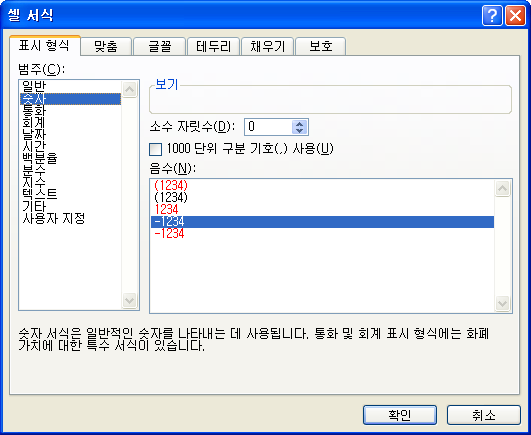 셀 서식
표시 형식 맞춤 글꼴 테두리 채우기 보호
범주(C):
일반
숫자
통화
회계
날짜
시간
백분율
분수
지수
텍스트
기타
사용자 지정
보기
소수 자릿수(D): 0
1000 단위 구분 기호(,) 사용(U)
음수(N):
(1234)
(1234)
1234
-1234
-1234
숫자 서식은 일반적인 숫자를 나타내는 데 사용됩니다. 통화 및 회계 표시 형식에는 화폐
가치에 대한 특수 서식이 있습니다.
확인 취소